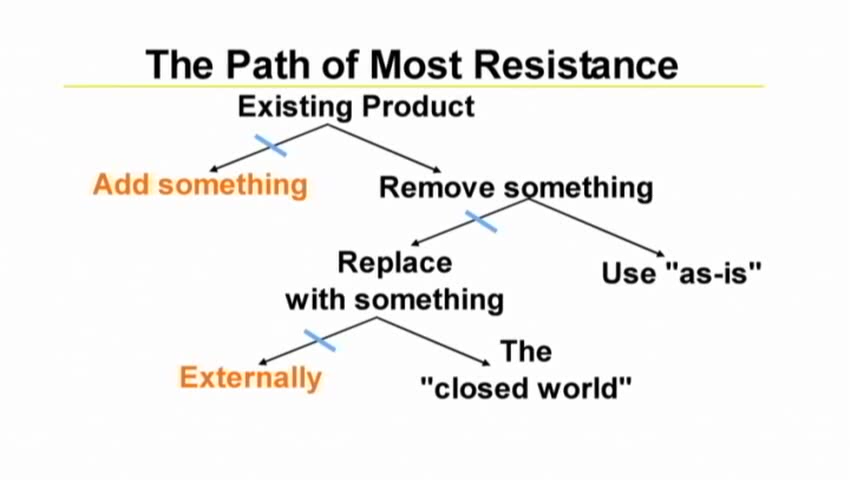 The Path of Most Resistance
Existing Product
Add something
Remove something
Replace
with something
Use "as-is"
Externally
The
"closed world"